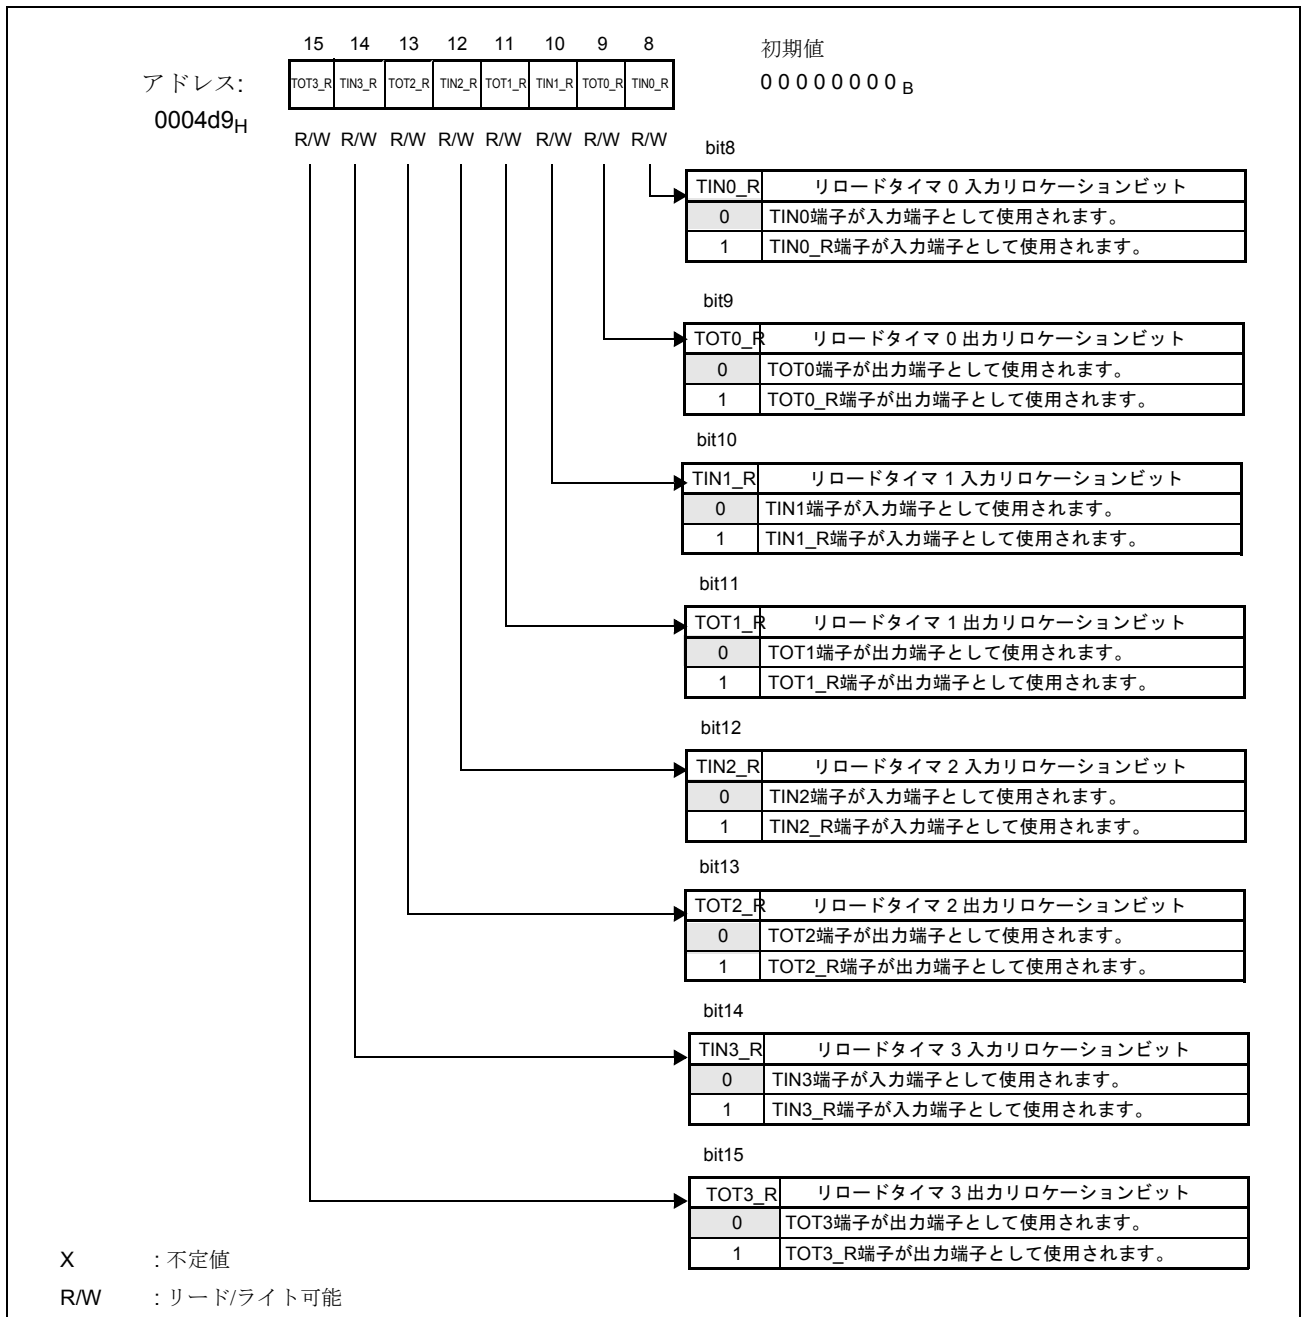 15 14 13 12 11 10 9 8
初期値
アドレス:
TOT3_R TIN3_R TOT2_R TIN2_R TOT1_R TIN1_R TOT0_R TIN0_R
0 0 0 0 0 0 0 0 B
0004d9H
R/W R/W R/W R/W R/W R/W R/W R/W
bit8
TIN0_R リロードタイマ 0 入力リロケーションビット
0 TIN0端子が入力端子として使用されます。
1 TIN0_R端子が入力端子として使用されます。
bit9
TOT0_R リロードタイマ 0 出力リロケーションビット
0 TOT0端子が出力端子として使用されます。
1 TOT0_R端子が出力端子として使用されます。
bit10
TIN1_R リロードタイマ 1 入力リロケーションビット
0 TIN1端子が入力端子として使用されます。
1 TIN1_R端子が入力端子として使用されます。
bit11
TOT1_R リロードタイマ 1 出力リロケーションビット
0 TOT1端子が出力端子として使用されます。
1 TOT1_R端子が出力端子として使用されます。
bit12
TIN2_R リロードタイマ 2 入力リロケーションビット
0 TIN2端子が入力端子として使用されます。
1 TIN2_R端子が入力端子として使用されます。
bit13
TOT2_R リロードタイマ 2 出力リロケーションビット
0 TOT2端子が出力端子として使用されます。
1 TOT2_R端子が出力端子として使用されます。
bit14
TIN3_R リロードタイマ 3 入力リロケーションビット
0 TIN3端子が入力端子として使用されます。
1 TIN3_R端子が入力端子として使用されます。
bit15
TOT3_R リロードタイマ 3 出力リロケーションビット
0 TOT3端子が出力端子として使用されます。
1 TOT3_R端子が出力端子として使用されます。
X : 不定値
R/W : リード/ライト可能